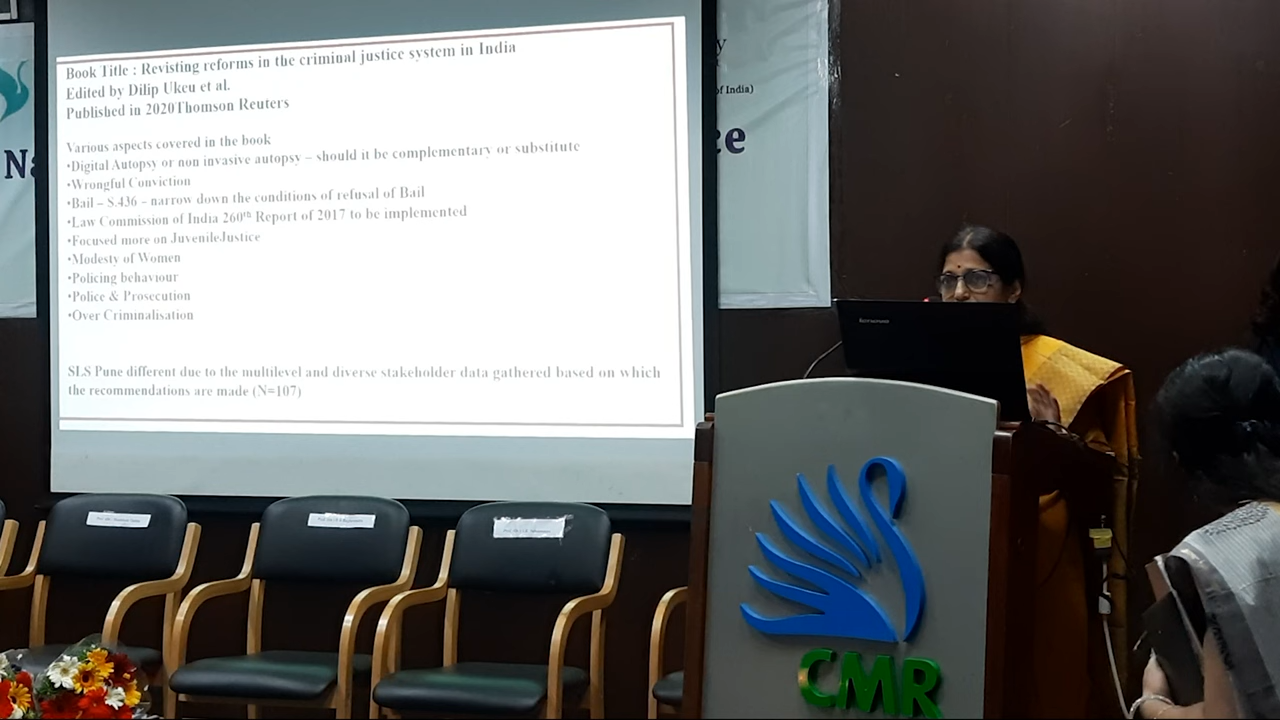 Book Title : Revisting reforms in the criminal justice system in India
Edited by Dilip Ukeu et al.
Published in 2020Thomson Reuters
Various aspects covered in the book
•Digital Autopsy or non invasive autopsy – should it be complementary or substitute
•Wrongful Conviction
•Bail – S.436 – narrow down the conditions of refusal of Bail
•Law Commission of India 260th Report of 2017 to be implemented
•Focused more on JuvenileJustice
•Modesty of Women
•Policing behaviour
•Police & Prosecution
•Over Criminalisation
SLS Pune different due to the multilevel and diverse stakeholder data gathered based on which
the recommendations are made (N=107)
y
of India)
Na
ce
lenovo
CMR